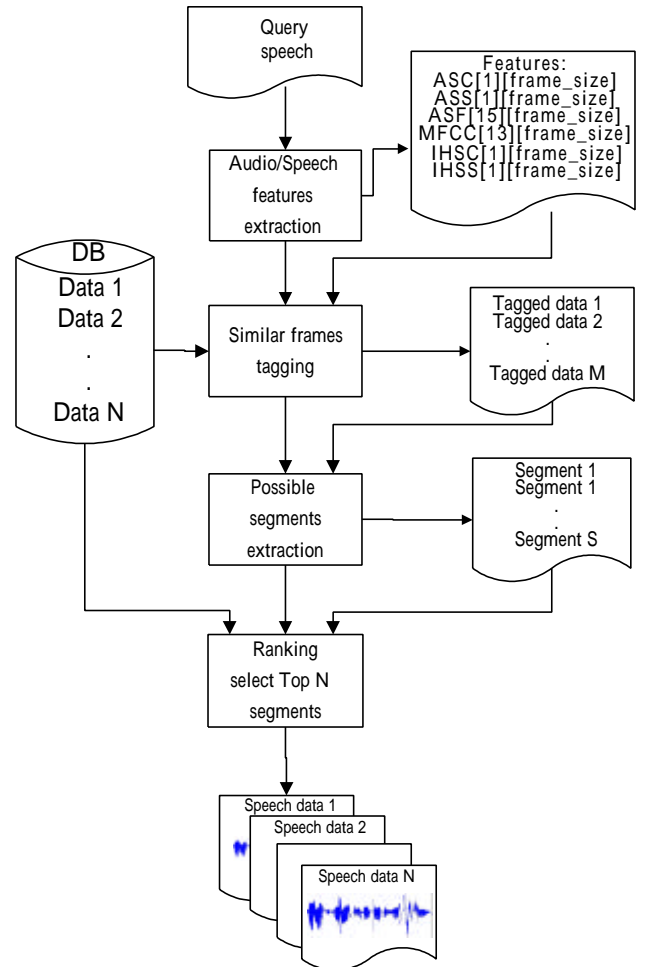 Query
speech
Features:
ASC[1][frame_size]
ASS[1][frame_size]
ASF[15][frame_size]
MFCC[13][frame_size]
IHSC[1][frame_size]
IHSS[1][frame_size]
Audio/Speech
features
extraction
DB
Data 1
Data 2
.
.
Data N
Similar frames
tagging
Tagged data 1
Tagged data 2
.
.
Tagged data M
Possible
segments
extraction
Segment 1
Segment 1
.
.
Segment S
Ranking
select Top N
segments
Speech data 1
Speech data 2
Speech data N